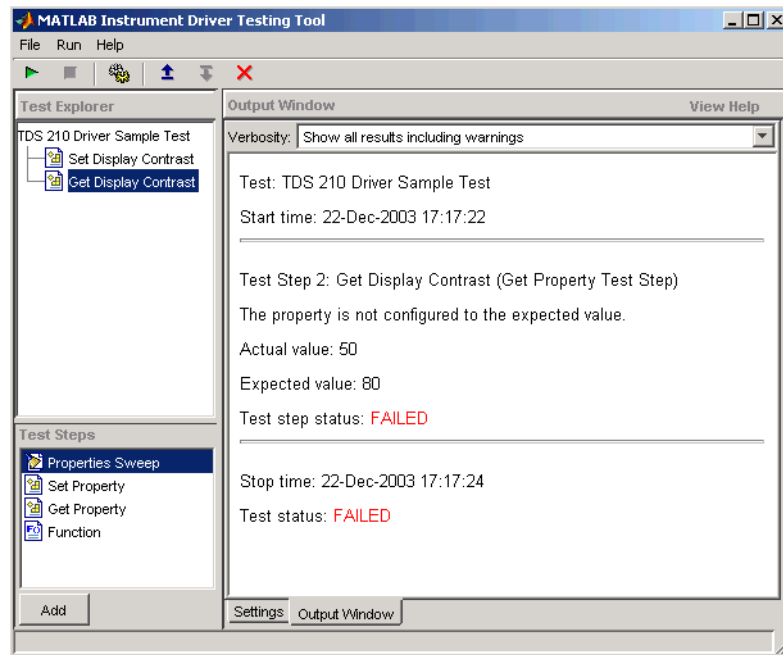 MATLAB Instrument Driver Testing Tool
File Run Help
Test Explorer
TDS 210 Driver Sample Test
Set Display Contrast
Get Display Contrast
Test Steps
Properties Sweep
Set Property
Get Property
Function
Add
Output Window View Help
Verbosity: Show all results including warnings
Test: TDS 210 Driver Sample Test
Start time: 22-Dec-2003 17:17:22
Test Step 2: Get Display Contrast (Get Property Test Step)
The property is not configured to the expected value.
Actual value: 50
Expected value: 80
Test step status: FAILED
Stop time: 22-Dec-2003 17:17:24
Test status: FAILED
Settings Output Window